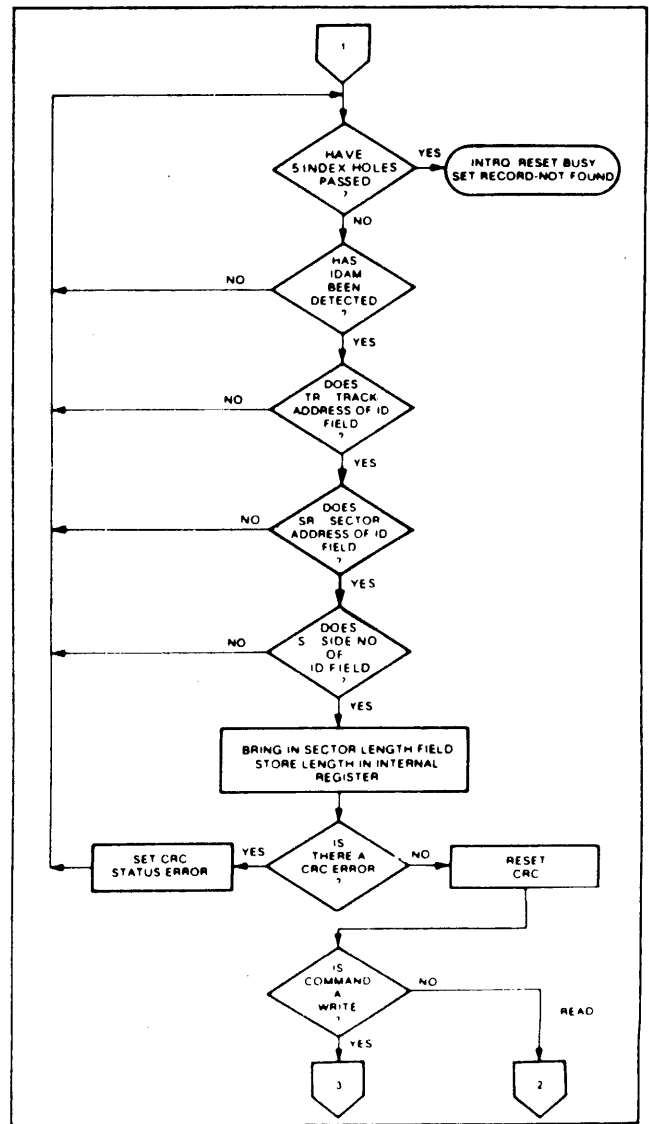 1
HAVE
5 INDEX HOLES
PASSED
?
YES
INTRQ RESET BUSY
SET RECORD-NOT FOUND
NO
HAS
IDAM
BEEN
DETECTED
?
NO
YES
DOES
TR TRACK
ADDRESS OF ID
FIELD
?
NO
YES
DOES
SR SECTOR
ADDRESS OF ID
FIELD
?
NO
YES
DOES
S SIDE NO
OF
ID FIELD
?
NO
YES
BRING IN SECTOR LENGTH FIELD
STORE LENGTH IN INTERNAL
REGISTER
SET CRC
STATUS ERROR
YES
IS
THERE A
CRC ERROR
?
NO
RESET
CRC
IS
COMMAND
A
WRITE
?
NO
READ
YES
3
2